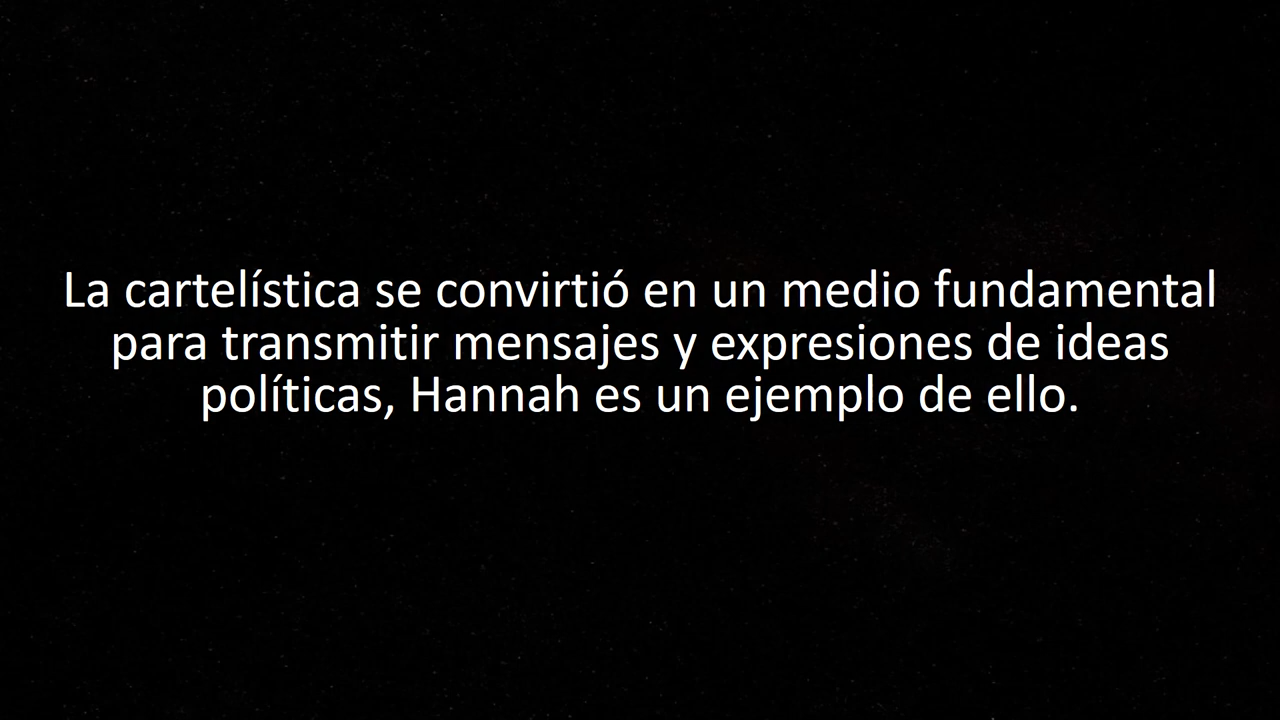 La cartelística se convirtió en un medio fundamental
para transmitir mensajes y expresiones de ideas
políticas, Hannah es un ejemplo de ello.